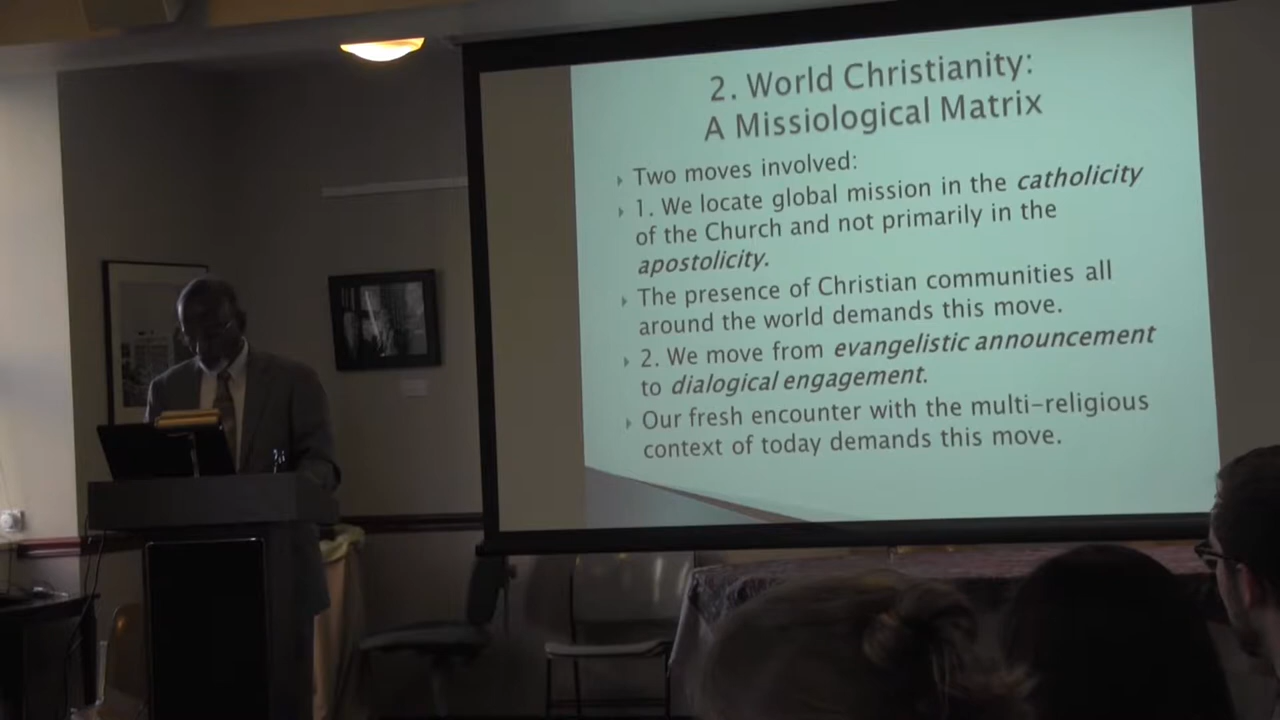 2. World Christianity:
A Missiological Matrix
Two moves involved:
1. We locate global mission in the catholicity
of the Church and not primarily in the
apostolicity.
The presence of Christian communities all
around the world demands this move.
2. We move from evangelistic announcement
to dialogical engagement.
Our fresh encounter with the multi-religious
context of today demands this move.